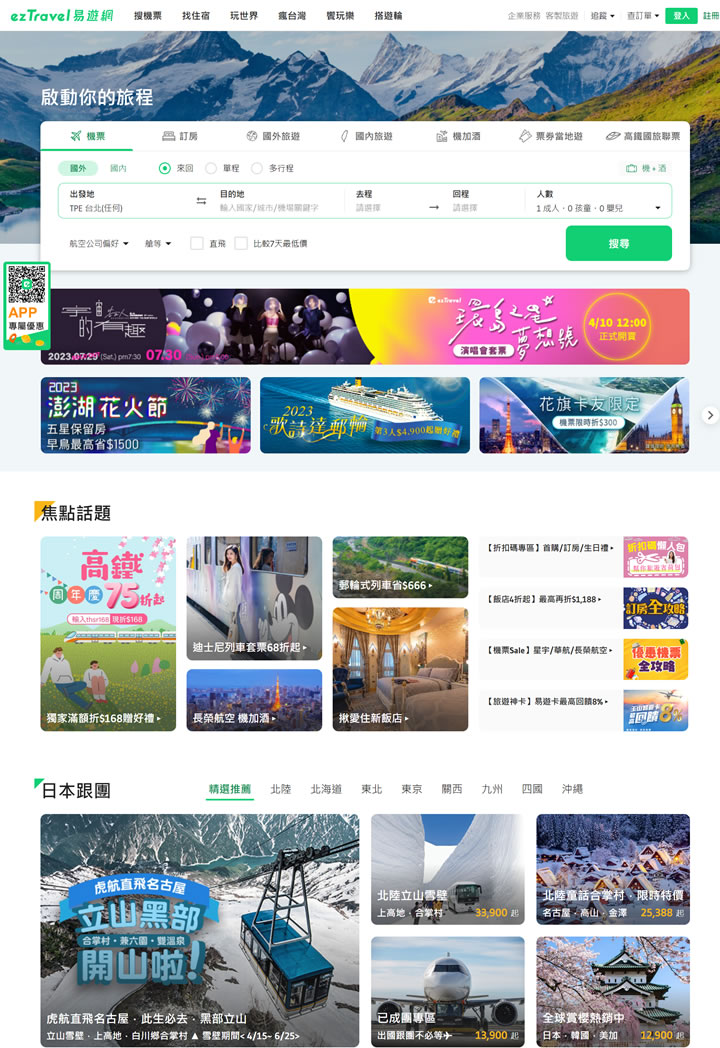 ezTravel易遊網 搜機票 找住宿 玩世界 瘋台灣 饗玩樂 搭遊輪 企業服務 客製旅遊 追蹤 查訂單 登入 註冊
啟動你的旅程
機票 訂房 國外旅遊 國內旅遊 機加酒 票券當地遊 高鐵國旅聯票
國外 國內 來回 單程 多行程 機+酒
出發地 目的地 去程 回程 人數
TPE 台北(任何) 輸入國家/城市/機場關鍵字 請選擇 請選擇 1 成人、0 孩童、0 嬰兒
航空公司偏好 艙等 直飛 比較7天最低價 搜尋
APP
專屬優惠
宇宙人
的有趣
2023.07.29 (Sat.) pm7:30 07.30
ezTravel
環島之星
夢想號
演唱會套票
4/10 12:00
正式開賣
2023
澎湖花火節
五星保留房
早鳥最高省$1500
2023
歌詩達郵輪
第3人$4,900起贈好禮
花旗卡友限定
機票限時折$300
焦點話題
高鐵
周年慶75折起
輸入thsr168 現折$168
獨家滿額折$168贈好禮
迪士尼列車套票68折起
長榮航空 機加酒
郵輪式列車省$666
揪愛住新飯店
【折扣碼專區】首購/訂房/生日禮
折扣碼懶人包
【飯店4折起】最高再折$1,188
訂房全攻略
【機票Sale】星宇/華航/長榮航空
優惠機票
全攻略
【旅遊神卡】易遊卡最高回饋8%
回饋8%
日本跟團 精選推薦 北陸 北海道 東北 東京 關西 九州 四國 沖繩
虎航直飛名古屋
立山黑部
合掌村・兼六園・雙溫泉
開山啦!
虎航直飛名古屋．此生必去．黑部立山
立山雪壁．上高地．白川鄉合掌村 ▲ 雪壁期間< 4/15~ 6/25>
北陸立山雪壁
上高地．合掌村 33,900 起
北陸童話合掌村．限時特價
名古屋．高山．金澤 25,388 起
已成團專區
出國跟團不必等✈ 13,900 起
全球賞櫻熱銷中
日本．韓國．美加 12,900 起